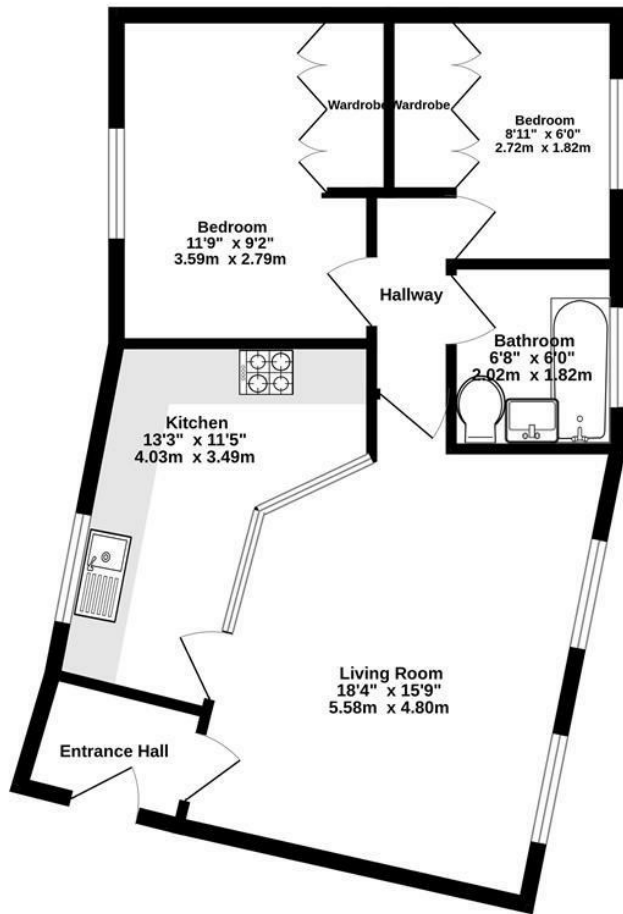 Wardrobe
Wardrobe
Bedroom
8'11" x 6'0"
2.72m x 1.82m
Bedroom
11'9" x 9'2"
3.59m x 2.79m
Hallway
Bathroom
6'8" x 6'0"
2.02m x 1.82m
Kitchen
13'3" x 11'5"
4.03m x 3.49m
Living Room
18'4" x 15'9"
5.58m x 4.80m
Entrance Hall